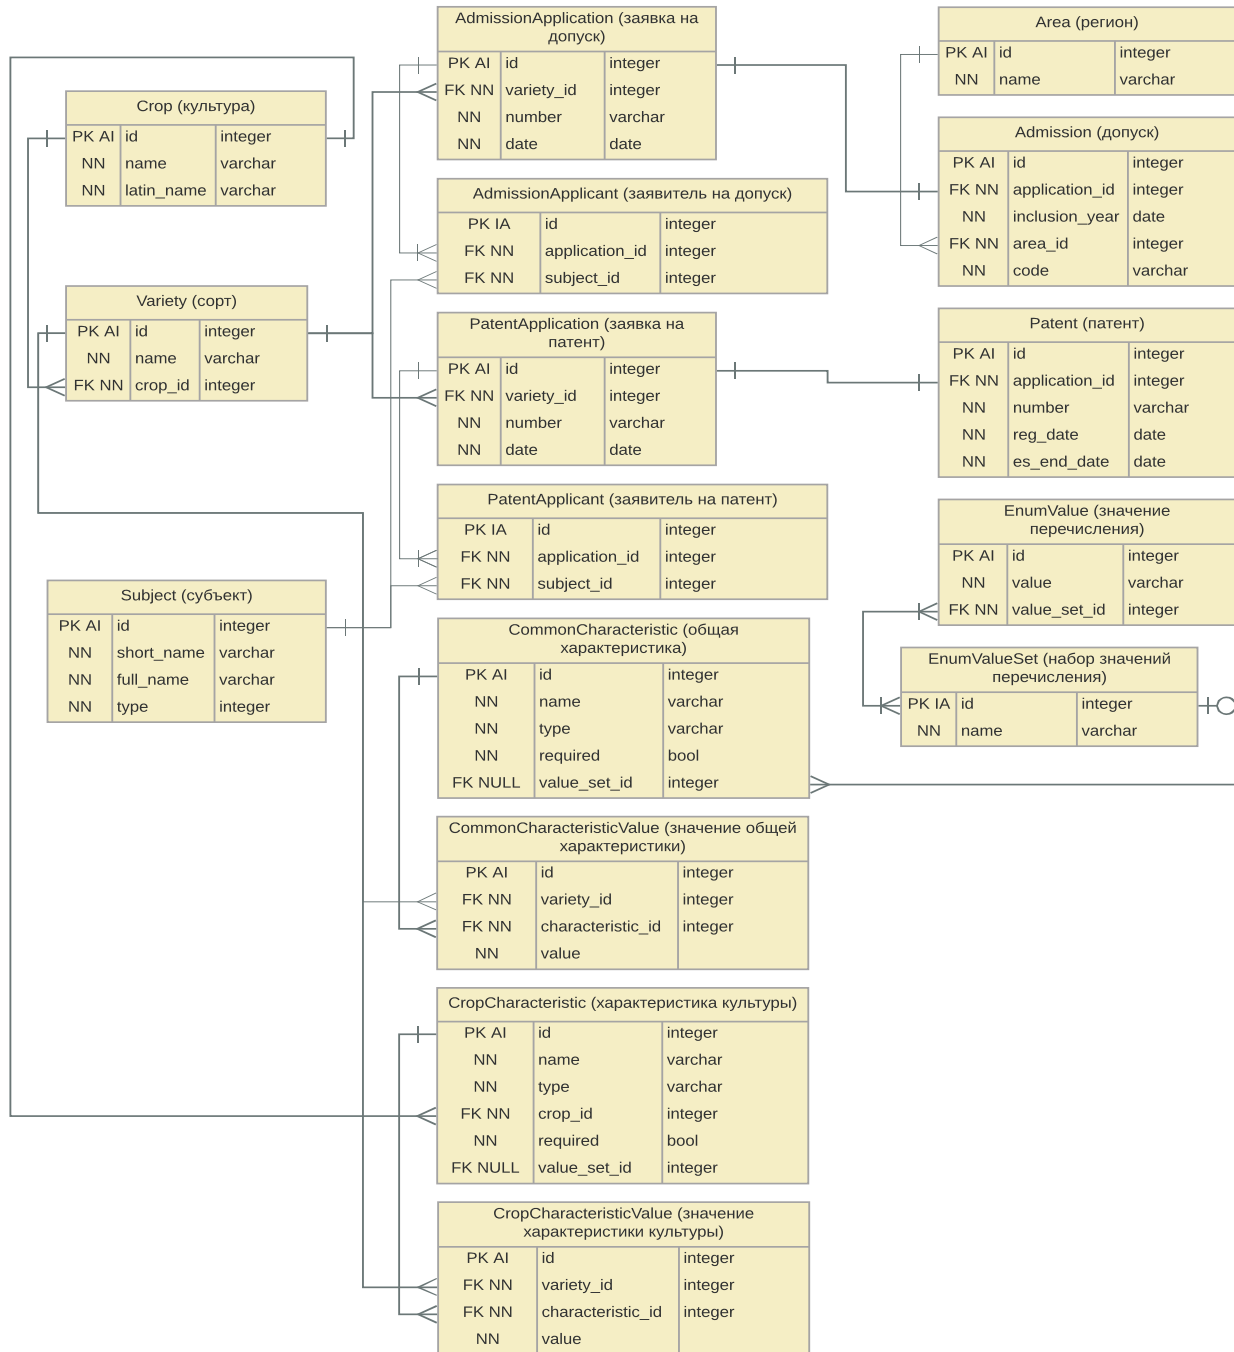 Crop (культура)
PK AI id integer
NN name varchar
NN latin_name varchar
Variety (сорт)
PK AI id integer
NN name varchar
FK NN crop_id integer
Subject (субъект)
PK AI id integer
NN short_name varchar
NN full_name varchar
NN type integer
AdmissionApplication (заявка на
допуск)
PK AI id integer
FK NN variety_id integer
NN number varchar
NN date date
AdmissionApplicant (заявитель на допуск)
PK IA id integer
FK NN application_id integer
FK NN subject_id integer
PatentApplication (заявка на
патент)
PK AI id integer
FK NN variety_id integer
NN number varchar
NN date date
PatentApplicant (заявитель на патент)
PK IA id integer
FK NN application_id integer
FK NN subject_id integer
CommonCharacteristic (общая
характеристика)
PK AI id integer
NN name varchar
NN type varchar
NN required bool
FK NULL value_set_id integer
CommonCharacteristicValue (значение общей
характеристики)
PK AI id integer
FK NN variety_id integer
FK NN characteristic_id integer
NN value
CropCharacteristic (характеристика культуры)
PK AI id integer
NN name varchar
NN type varchar
FK NN crop_id integer
NN required bool
FK NULL value_set_id integer
CropCharacteristicValue (значение
характеристики культуры)
PK AI id integer
FK NN variety_id integer
FK NN characteristic_id integer
NN value
Area (регион)
PK AI id integer
NN name varchar
Admission (допуск)
PK AI id integer
FK NN application_id integer
NN inclusion_year date
FK NN area_id integer
NN code varchar
Patent (патент)
PK AI id integer
FK NN application_id integer
NN number varchar
NN reg_date date
NN es_end_date date
EnumValue (значение
перечисления)
PK AI id integer
NN value varchar
FK NN value_set_id integer
EnumValueSet (набор значений
перечисления)
PK IA id integer
NN name varchar